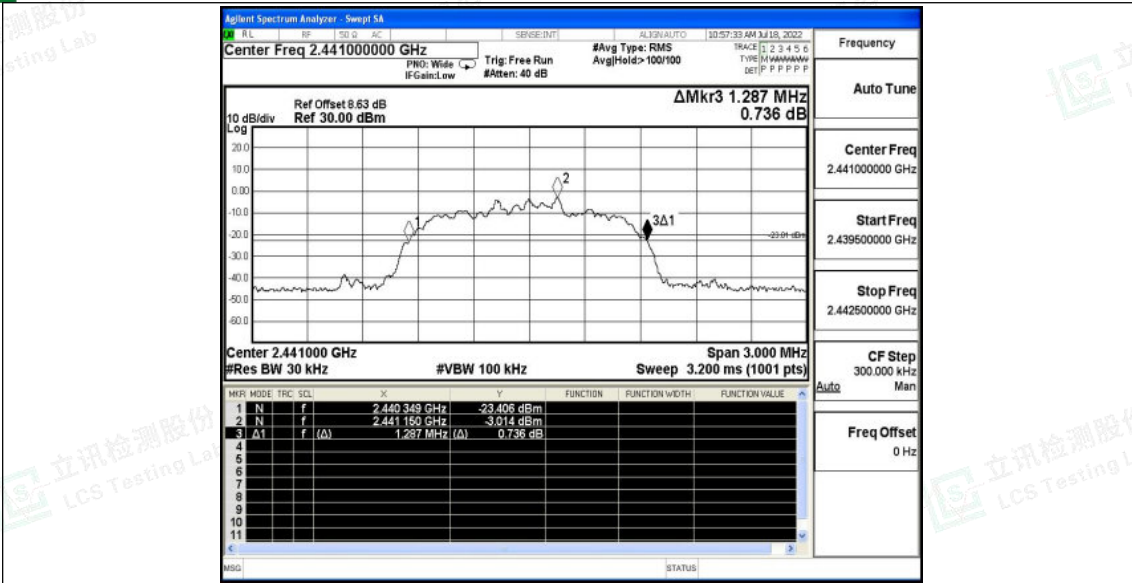 Agilent Spectrum Analyzer - Swept SA
RL RF 50 Ω AC SENSE:INT ALIGN AUTO 10:57:33 AM Jul 18, 2022
Center Freq 2.441000000 GHz
PNO: Wide
IFGain:Low
Trig: Free Run
#Atten: 40 dB
#Avg Type: RMS
Avg|Hold:>100/100
TRACE 1 2 3 4 5 6
TYPE M
DET P P P P P P
Ref Offset 8.63 dB
10 dB/div Ref 30.00 dBm
Log
ΔMkr3 1.287 MHz
0.736 dB
20.0
10.0
0.00
-10.0
-20.0
-30.0
-40.0
-50.0
-60.0
1
2
3Δ1
-23.01 dBm
Center 2.441000 GHz Span 3.000 MHz
#Res BW 30 kHz #VBW 100 kHz Sweep 3.200 ms (1001 pts)
MKR MODE TRC SCL X Y FUNCTION FUNCTION WIDTH FUNCTION VALUE
1 N f 2.440 349 GHz -23.406 dBm
2 N f 2.441 150 GHz -3.014 dBm
3 Δ1 f (Δ) 1.287 MHz (Δ) 0.736 dB
4
5
6
7
8
9
10
11
MSG STATUS
Frequency
Auto Tune
Center Freq
2.441000000 GHz
Start Freq
2.439500000 GHz
Stop Freq
2.442500000 GHz
CF Step
300.000 kHz
Auto Man
Freq Offset
0 Hz
立讯检测股份
LCS Testing Lab
立讯检测股份
LCS Testing L